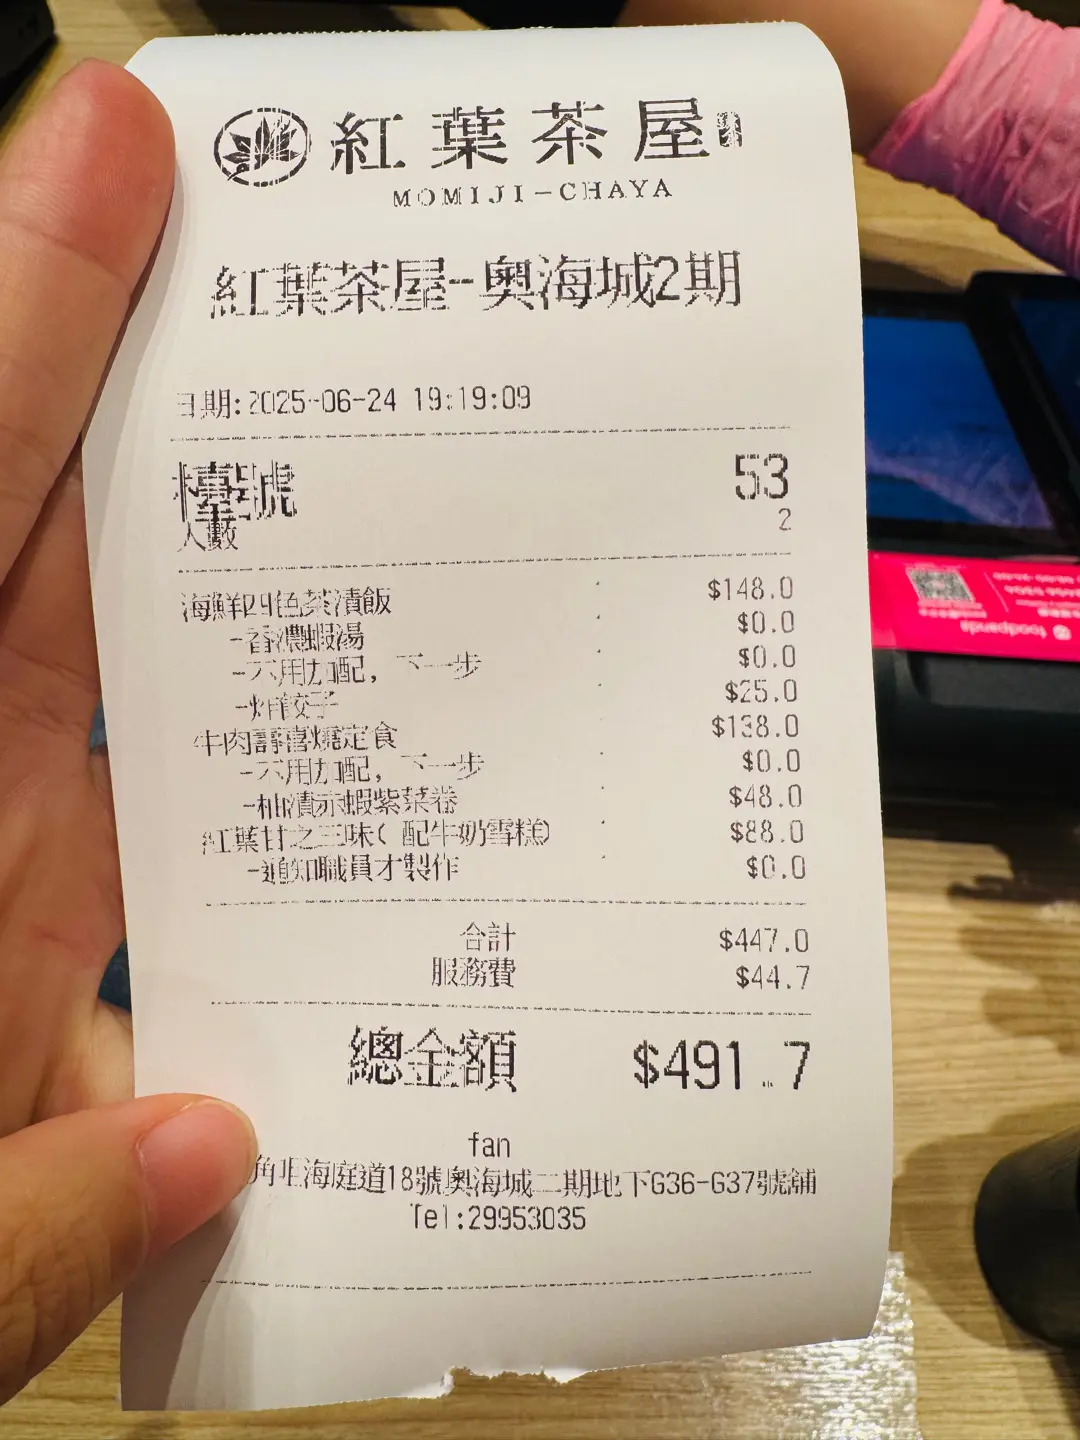 紅葉茶屋
MOMIJI-CHAYA
紅葉茶屋-奧海城2期
日期:2025-06-24 19:19:09
檯號 53
人數 2
海鮮四色茶漬飯 $148.0
-香濃蝦湯 $0.0
-不用加配，下一步 $0.0
-炸餃子 $25.0
牛肉壽喜燒定食 $138.0
-不用加配，下一步 $0.0
-柚漬赤蝦紫菜卷 $48.0
紅葉甘之三味( 配牛奶雪糕) $88.0
-通知職員才製作 $0.0
合計 $447.0
服務費 $44.7
總金額 $491.7
fan
角咀海庭道18號奧海城二期地下G36-G37號舖
Tel:29953035
foodpanda